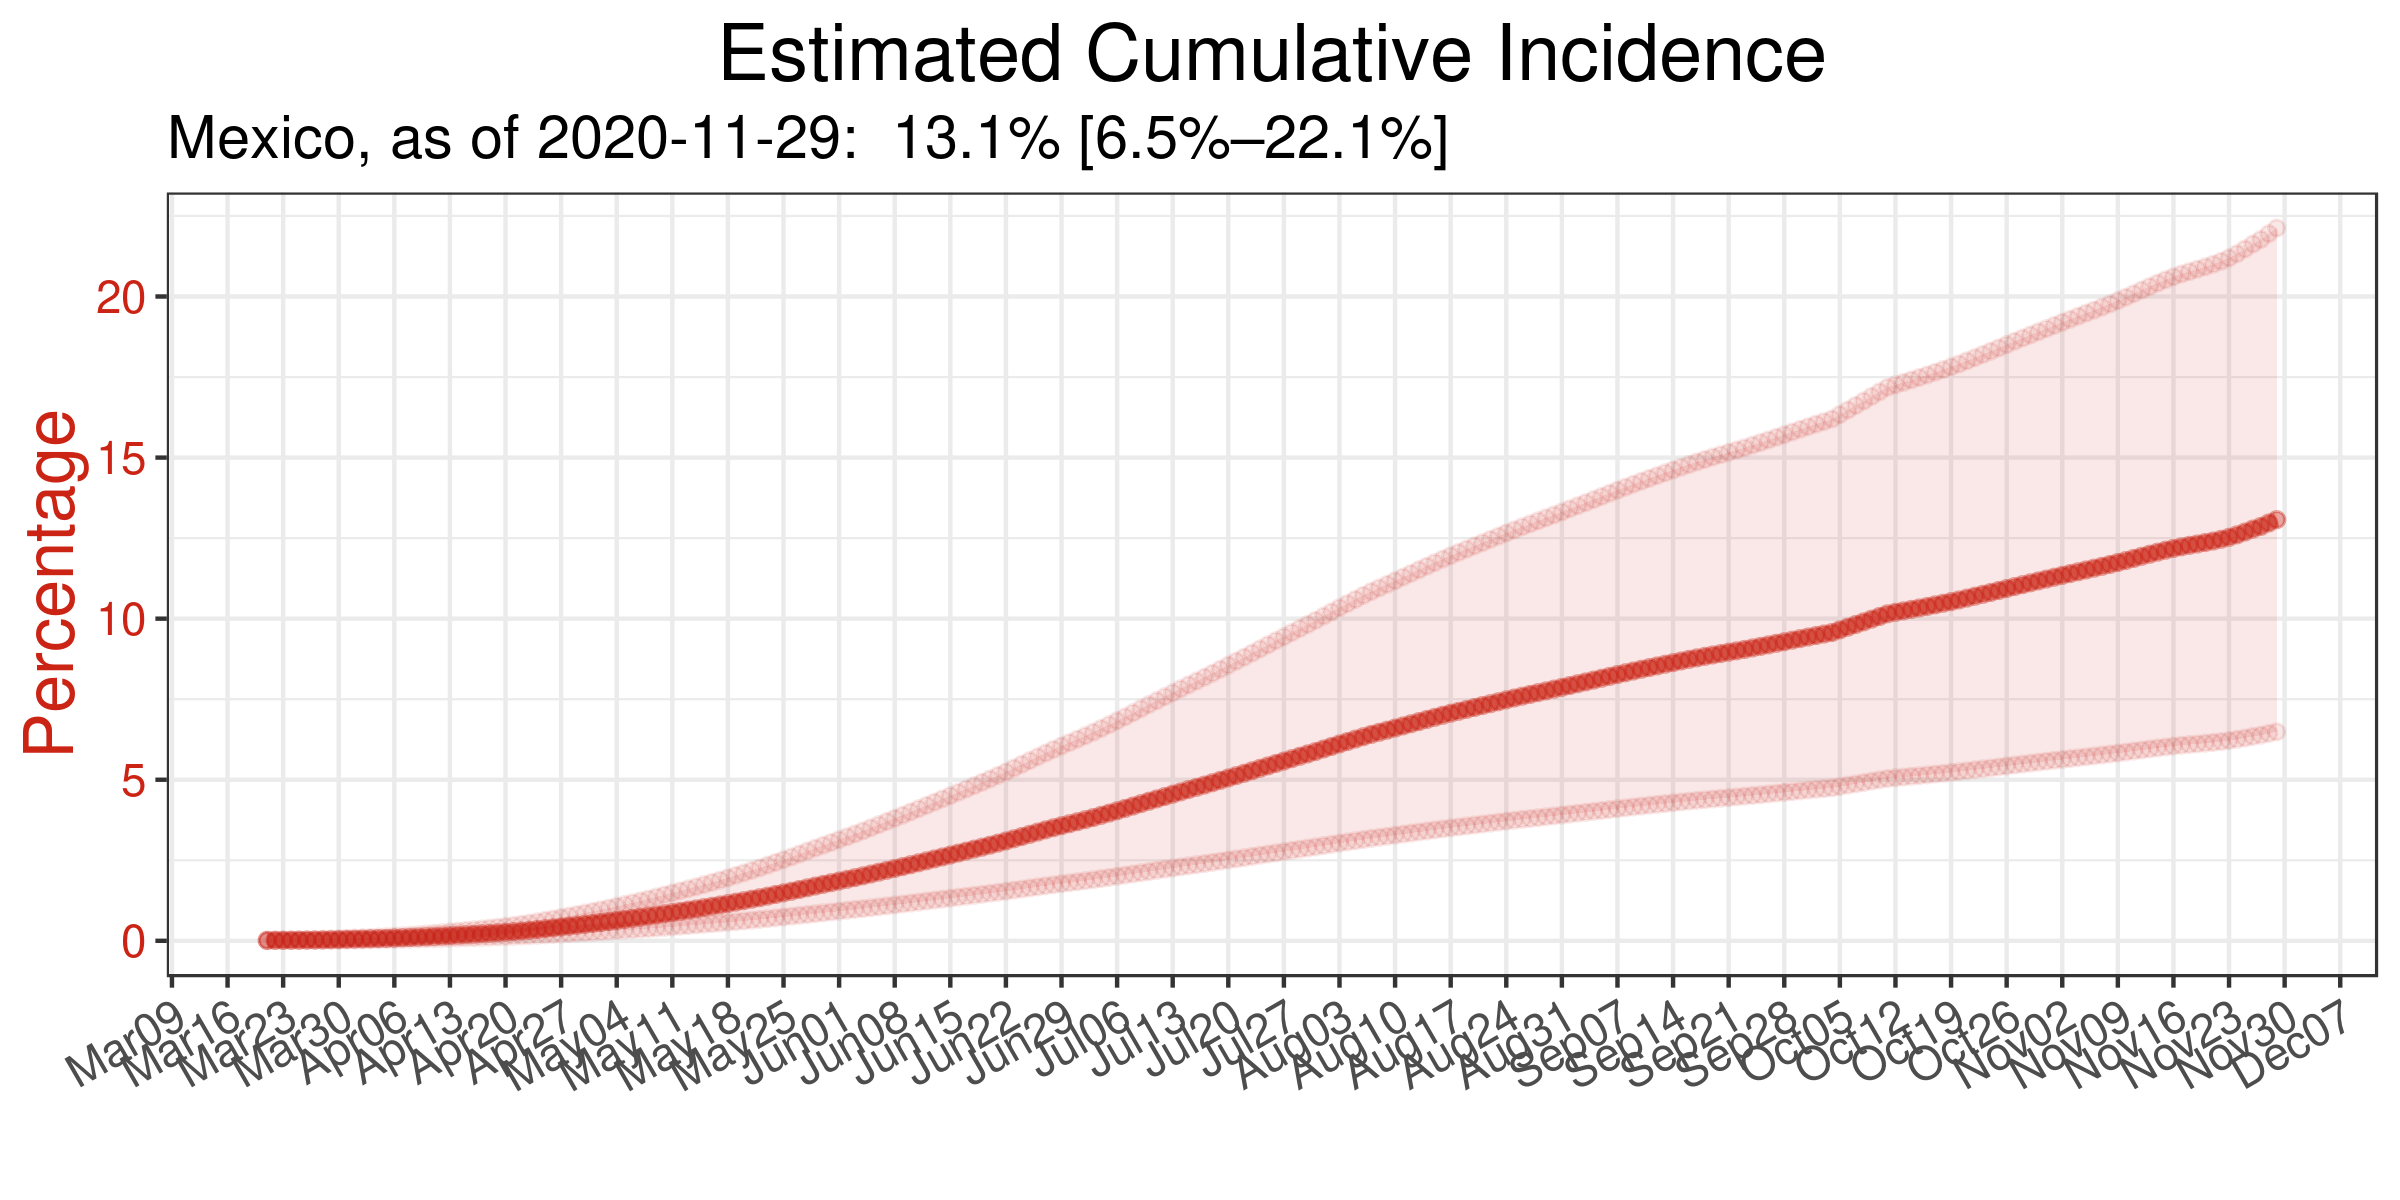 Estimated Cumulative Incidence
Mexico, as of 2020-11-29:  13.1% [6.5%–22.1%]
Percentage
20
15
10
5
0
Mar09
Mar16
Mar23
Mar30
Apr06
Apr13
Apr20
Apr27
May04
May11
May18
May25
Jun01
Jun08
Jun15
Jun22
Jun29
Jul06
Jul13
Jul20
Jul27
Aug03
Aug10
Aug17
Aug24
Aug31
Sep07
Sep14
Sep21
Sep28
Oct05
Oct12
Oct19
Oct26
Nov02
Nov09
Nov16
Nov23
Nov30
Dec07